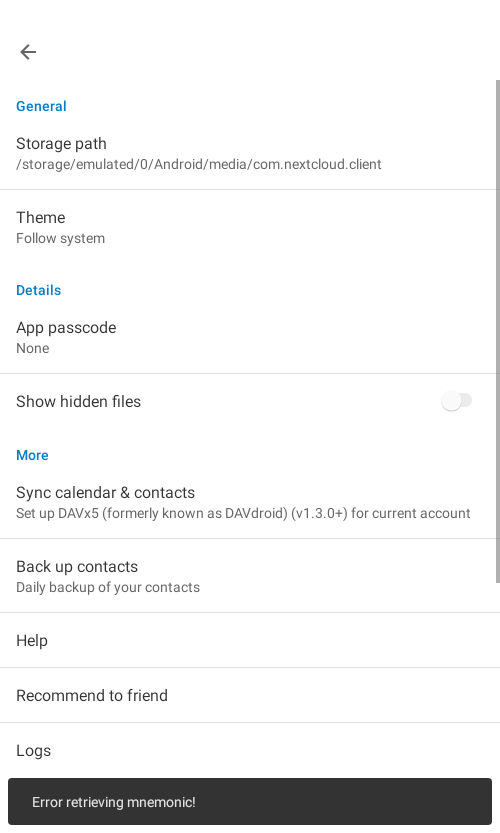 General
Storage path
/storage/emulated/0/Android/media/com.nextcloud.client
Theme
Follow system
Details
App passcode
None
Show hidden files
More
Sync calendar & contacts
Set up DAVx5 (formerly known as DAVdroid) (v1.3.0+) for current account
Back up contacts
Daily backup of your contacts
Help
Recommend to friend
Logs
Error retrieving mnemonic!